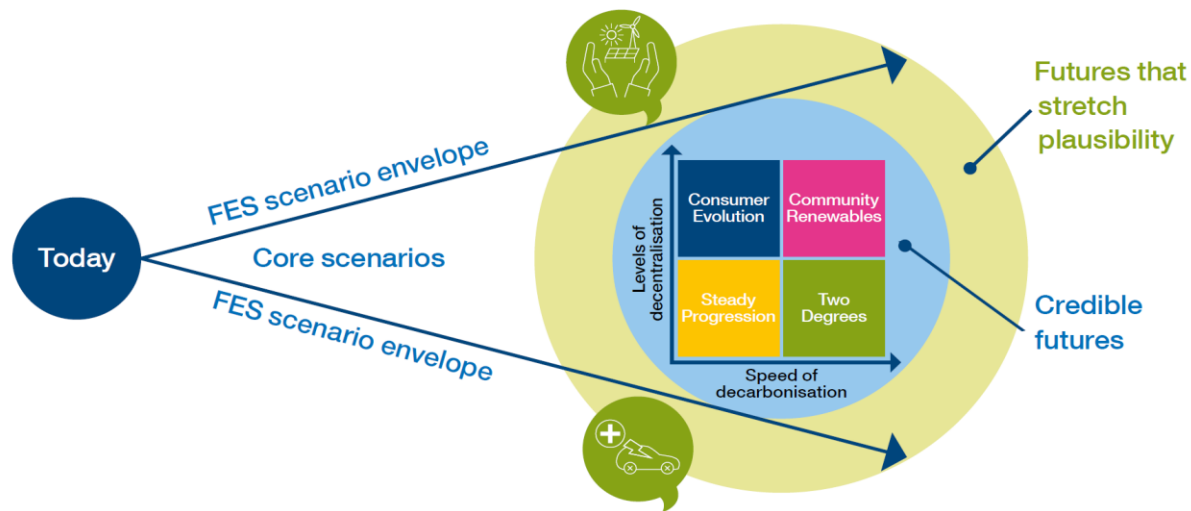 Futures that
stretch
plausibility
FES scenario envelope
Today
Core scenarios
FES scenario envelope
Levels of
decentralisation
Consumer
Evolution
Community
Renewables
Steady
Progression
Two
Degrees
Speed of
decarbonisation
Credible
futures